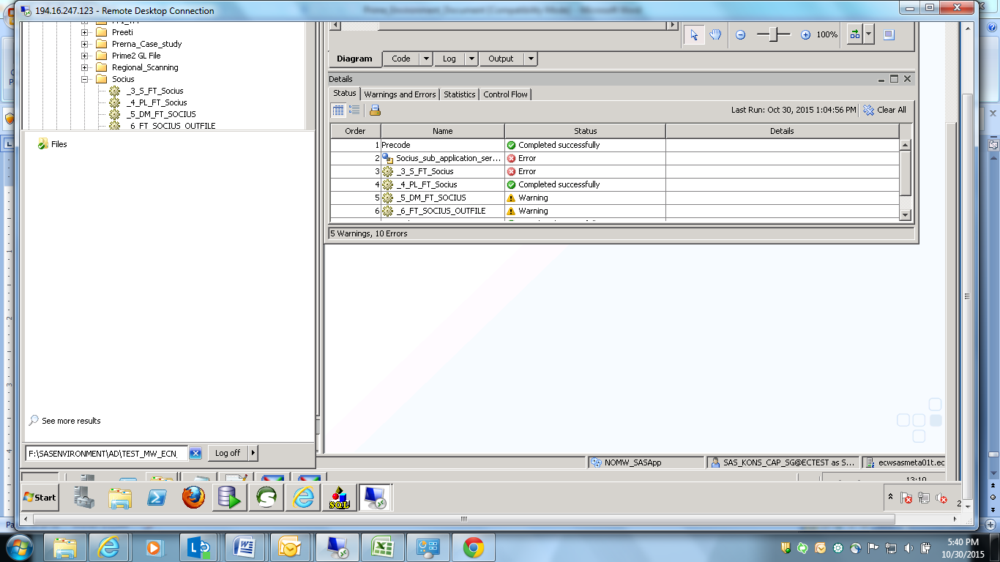 194.16.247.123 - Remote Desktop Connection
Preeti
Prerna_Case_study
Prime2 GL File
Regional_Scanning
Socius
_3_S_FT_Socius
_4_PL_FT_Socius
_5_DM_FT_SOCIUS
_6_FT_SOCIUS_OUTFILE
Files
See more results
F:\SASENVIRONMENT\AD\TEST_MW_ECN_
Log off
100%
Diagram Code Log Output
Details
Status Warnings and Errors Statistics Control Flow
Last Run: Oct 30, 2015 1:04:56 PM Clear All
Order Name Status Details
1 Precode Completed successfully
2 Socius_sub_application_ser... Error
3 _3_S_FT_Socius Error
4 _4_PL_FT_Socius Completed successfully
5 _5_DM_FT_SOCIUS Warning
6 _6_FT_SOCIUS_OUTFILE Warning
5 Warnings, 10 Errors
NOMW_SASApp SAS_KONS_CAP_SG@ECTEST as S... ecwsasmeta01t.ec
13:10
Start
SQL
2
5:40 PM
10/30/2015